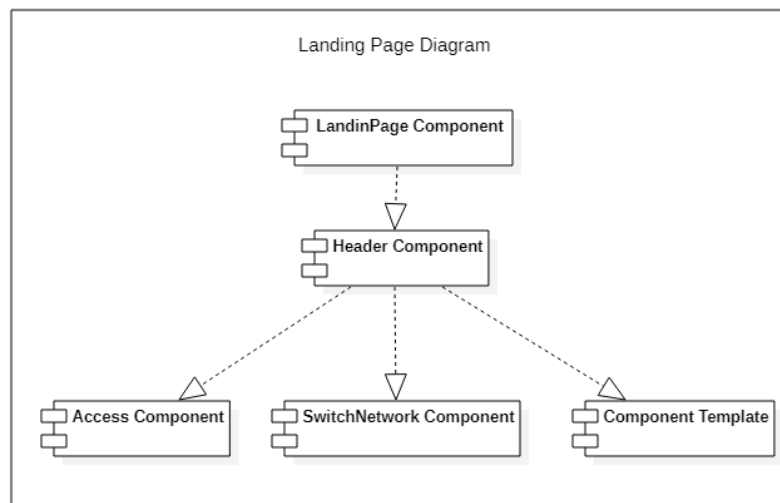 Landing Page Diagram
LandinPage Component
Header Component
Access Component
SwitchNetwork Component
Component Template